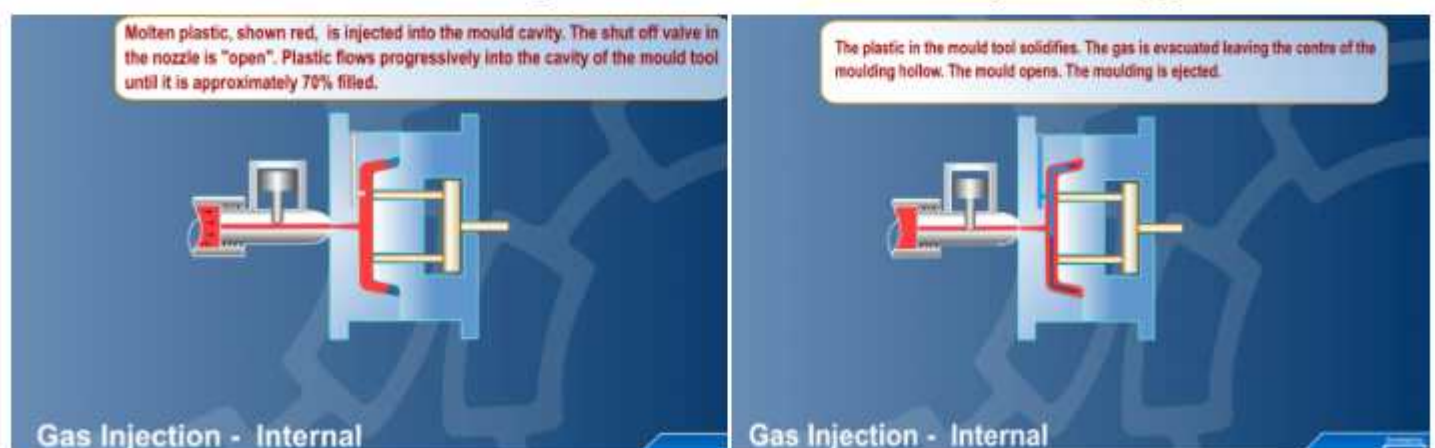 Molten plastic, shown red, is injected into the mould cavity. The shut off valve in
the nozzle is "open". Plastic flows progressively into the cavity of the mould tool
until it is approximately 70% filled.
Gas Injection - Internal
The plastic in the mould tool solidifies. The gas is evacuated leaving the centre of the
moulding hollow. The mould opens. The moulding is ejected.
Gas Injection - Internal